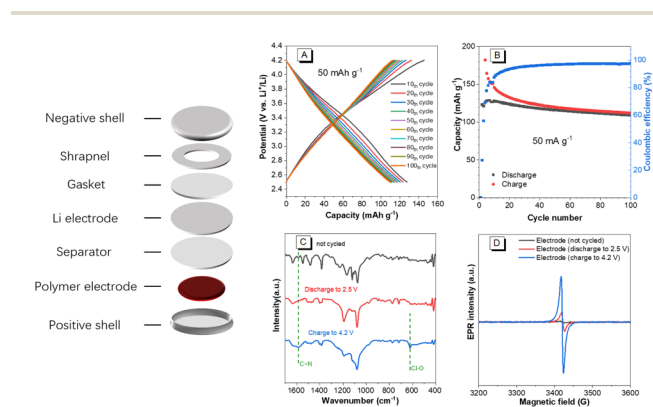 Negative shell
Shrapnel
Gasket
Li electrode
Separator
Polymer electrode
Positive shell
A
50 mAh g⁻¹
10th cycle
20th cycle
30th cycle
40th cycle
50th cycle
60th cycle
70th cycle
80th cycle
90th cycle
100th cycle
Potential (V vs. Li⁺/Li)
4.4
4.2
4.0
3.8
3.6
3.4
3.2
3.0
2.8
2.6
2.4
0 20 40 60 80 100 120 140 160
Capacity (mAh g⁻¹)
B
50 mA g⁻¹
Discharge
Charge
Capacity (mAh g⁻¹)
200
150
100
50
0
0 20 40 60 80 100
Cycle number
Coulombic efficiency (%)
100
80
60
40
20
0
C
not cycled
Discharge to 2.5 V
Charge to 4.2 V
C=N
Cl-O
Intensity(a.u.)
1600 1400 1200 1000 800 600 400
Wavenumber (cm⁻¹)
D
Electrode (not cycled)
Electrode (discharge to 2.5 V)
Electrode (charge to 4.2 V)
EPR intensity (a.u.)
3200 3300 3400 3500 3600
Magnetic field (G)